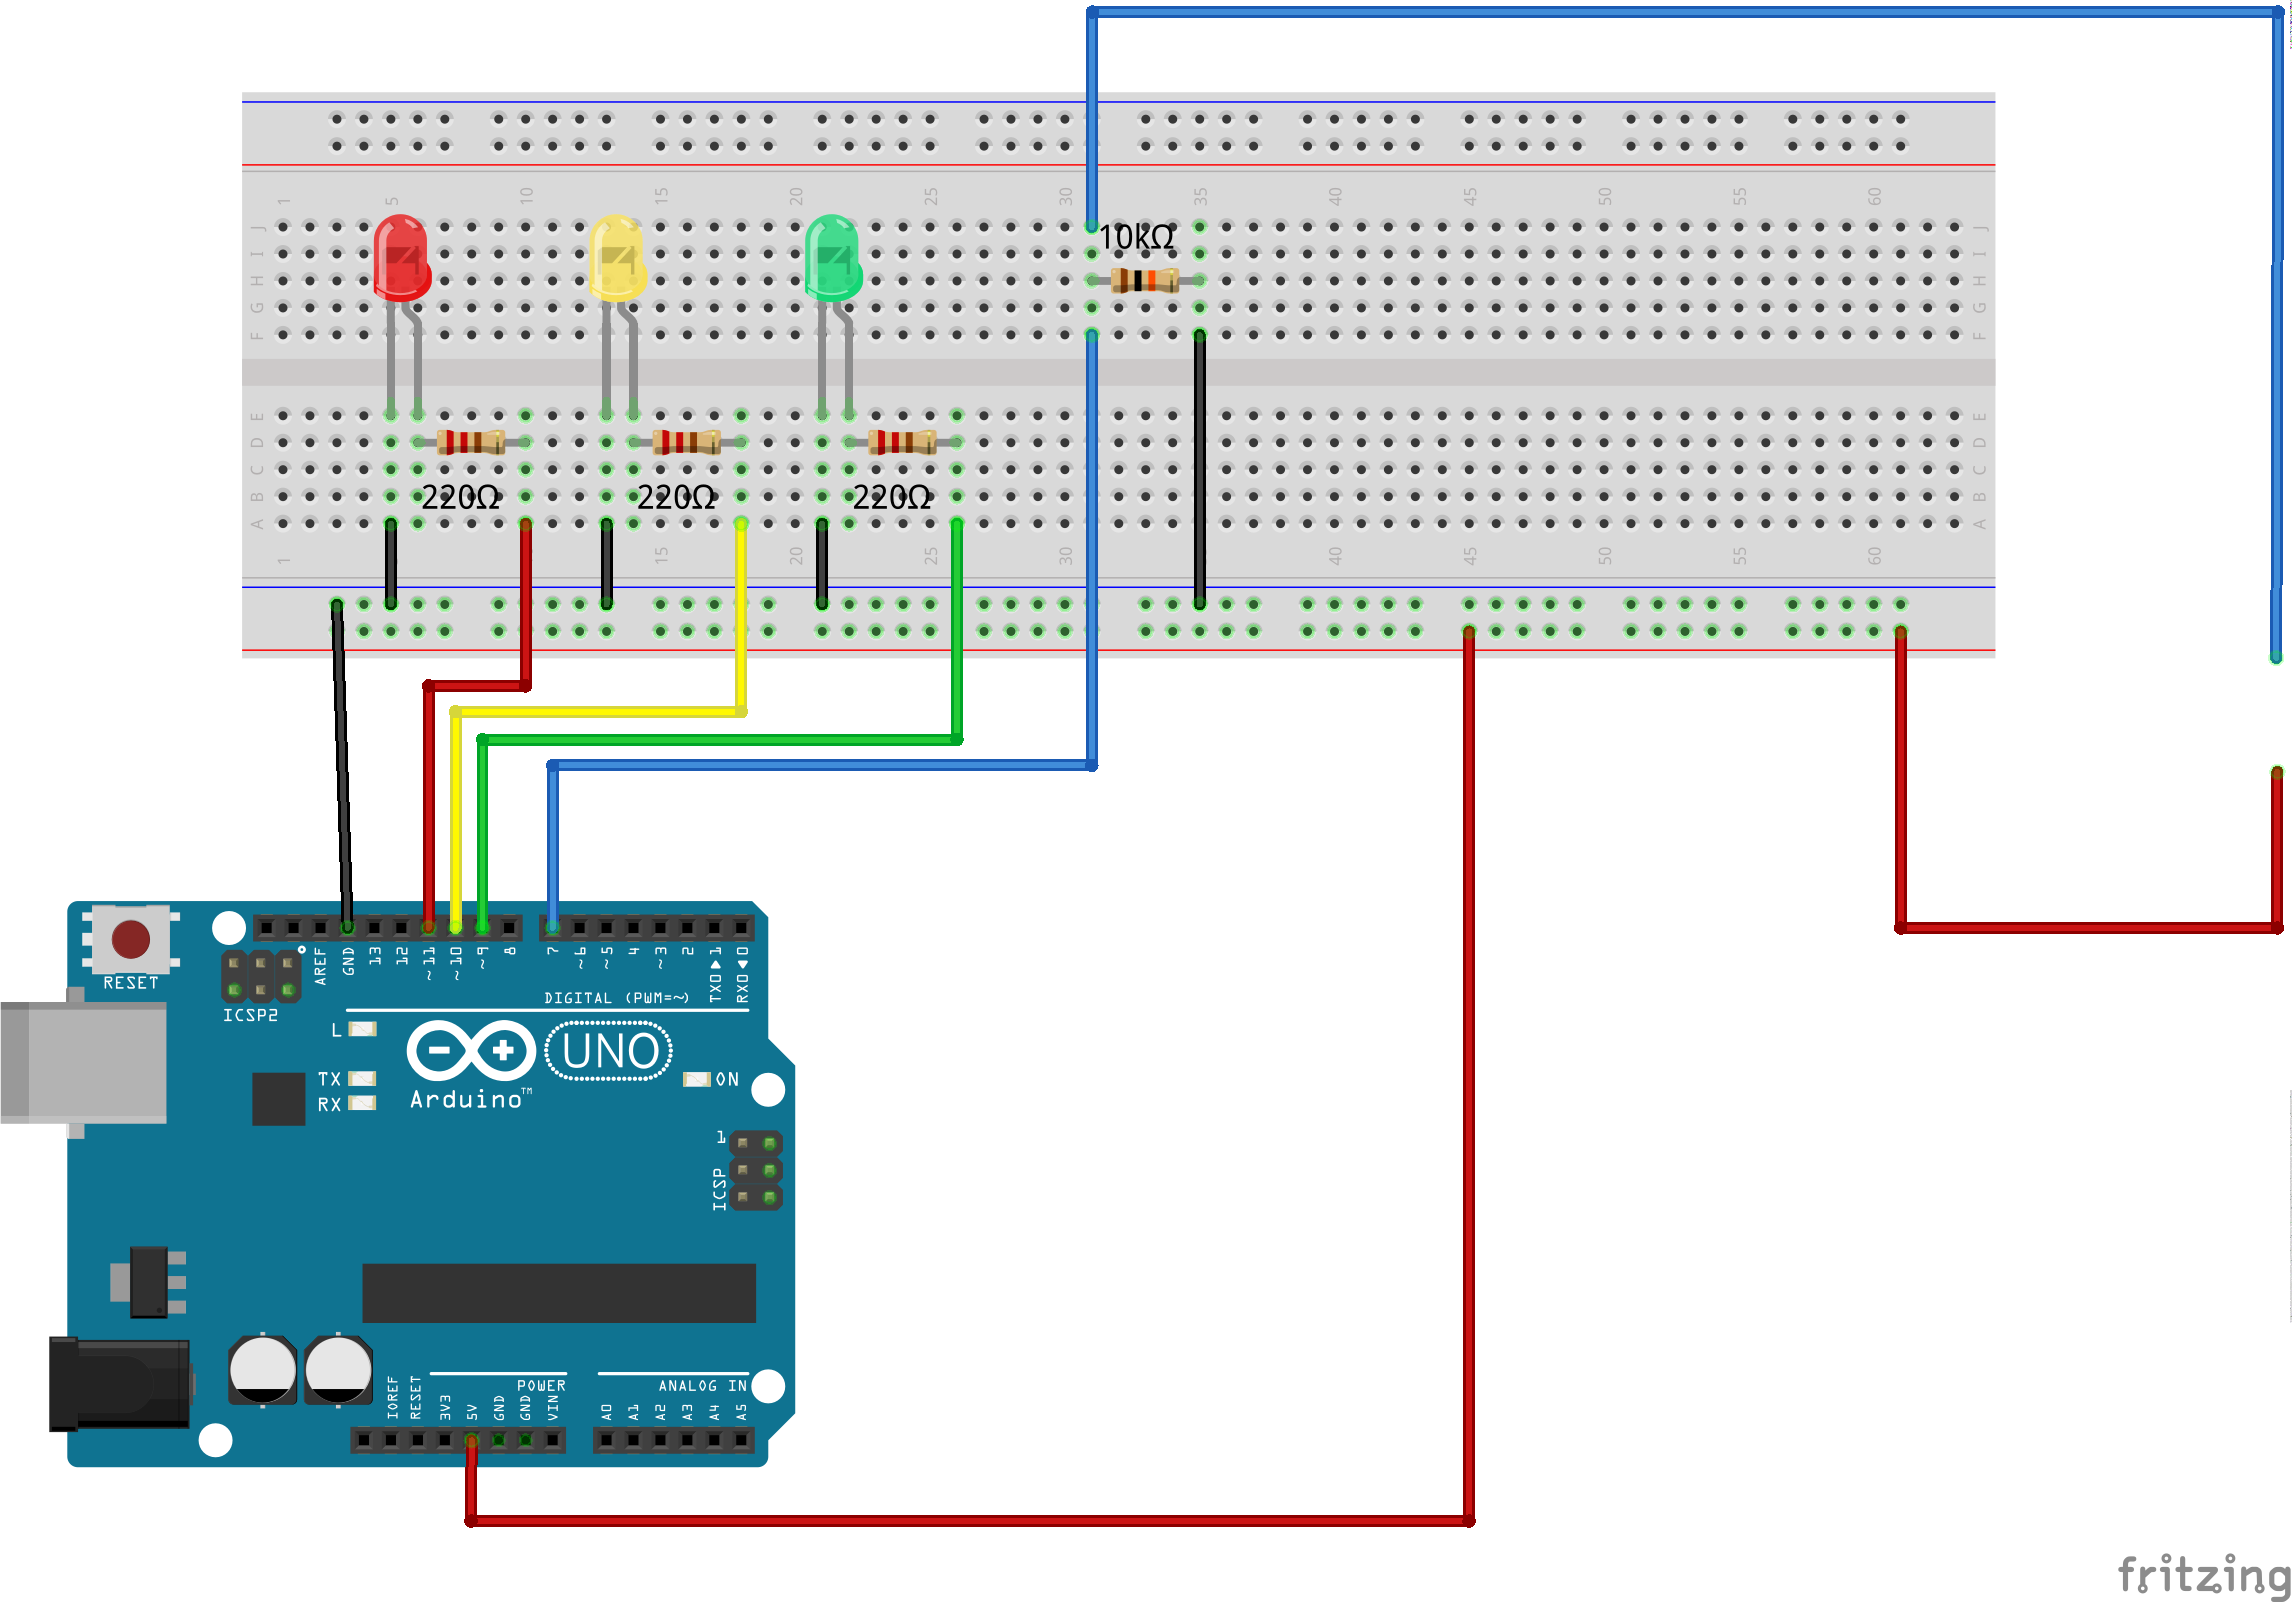 1 5 10 15 20 25 30 35 40 45 50 55 60
J J
I I
10kΩ
H H
G G
F F
E E
D D
C C
B B
220Ω 220Ω 220Ω
A A
1 15 20 25 30 40 45 50 55 60
RESET
ICSP2
AREF GND 13 12 ~11 ~10 ~9 8 7 ~6 ~5 4 ~3 2 TX0▶1 RX0◀0
DIGITAL (PWM=~)
L
UNO
TX
ON
RX
Arduino™
1
ICSP
POWER
ANALOG IN
IOREF RESET 3V3 5V GND GND VIN A0 A1 A2 A3 A4 A5
fritzing